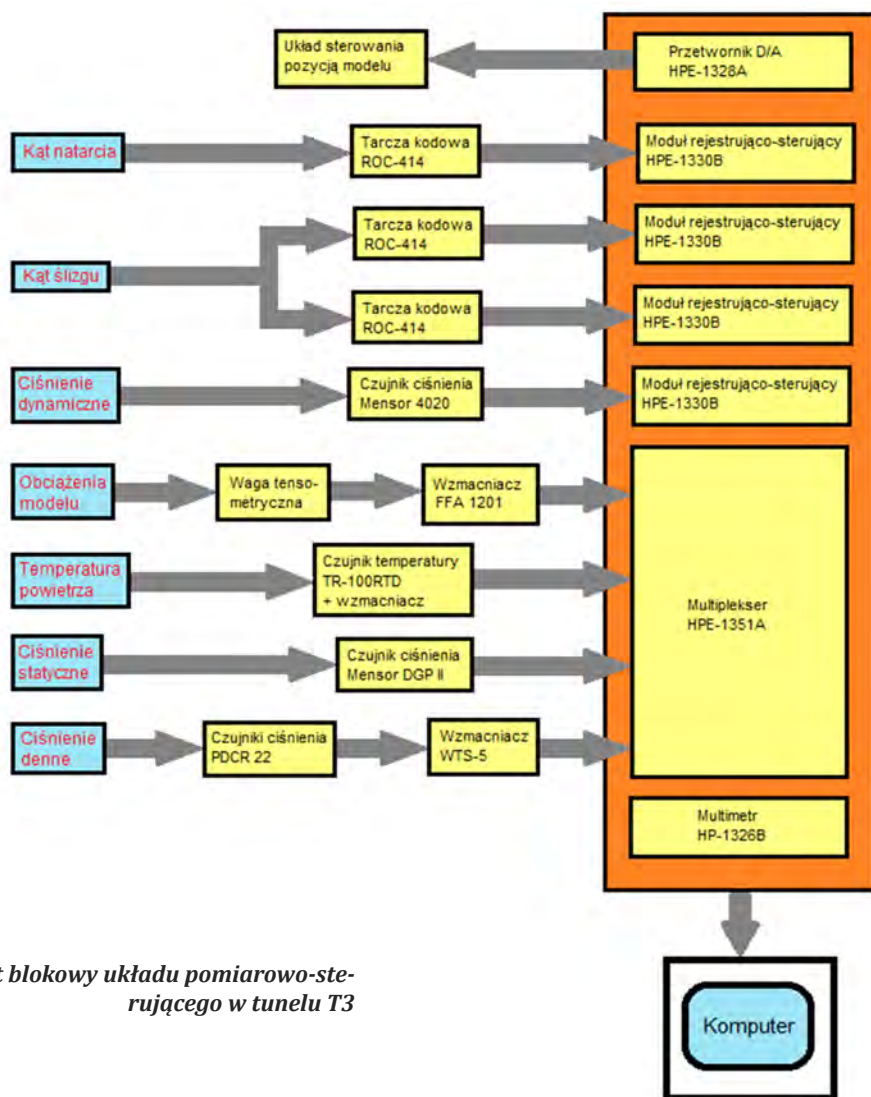 Układ sterowania
pozycją modelu
Przetwornik D/A
HPE-1328A
Kąt natarcia
Tarcza kodowa
ROC-414
Moduł rejestrująco-sterujący
HPE-1330B
Kąt ślizgu
Tarcza kodowa
ROC-414
Moduł rejestrująco-sterujący
HPE-1330B
Tarcza kodowa
ROC-414
Moduł rejestrująco-sterujący
HPE-1330B
Ciśnienie
dynamiczne
Czujnik ciśnienia
Mensor 4020
Moduł rejestrująco-sterujący
HPE-1330B
Obciążenia
modelu
Waga tenso-
metryczna
Wzmacniacz
FFA 1201
Temperatura
powietrza
Czujnik temperatury
TR-100RTD
+ wzmacniacz
Multiplekser
HPE-1351A
Ciśnienie
statyczne
Czujnik ciśnienia
Mensor DGP II
Ciśnienie
denne
Czujniki ciśnienia
PDCR 22
Wzmacniacz
WTS-5
Multimetr
HP-1326B
blokowy układu pomiarowo-ste-
rującego w tunelu T3
Komputer